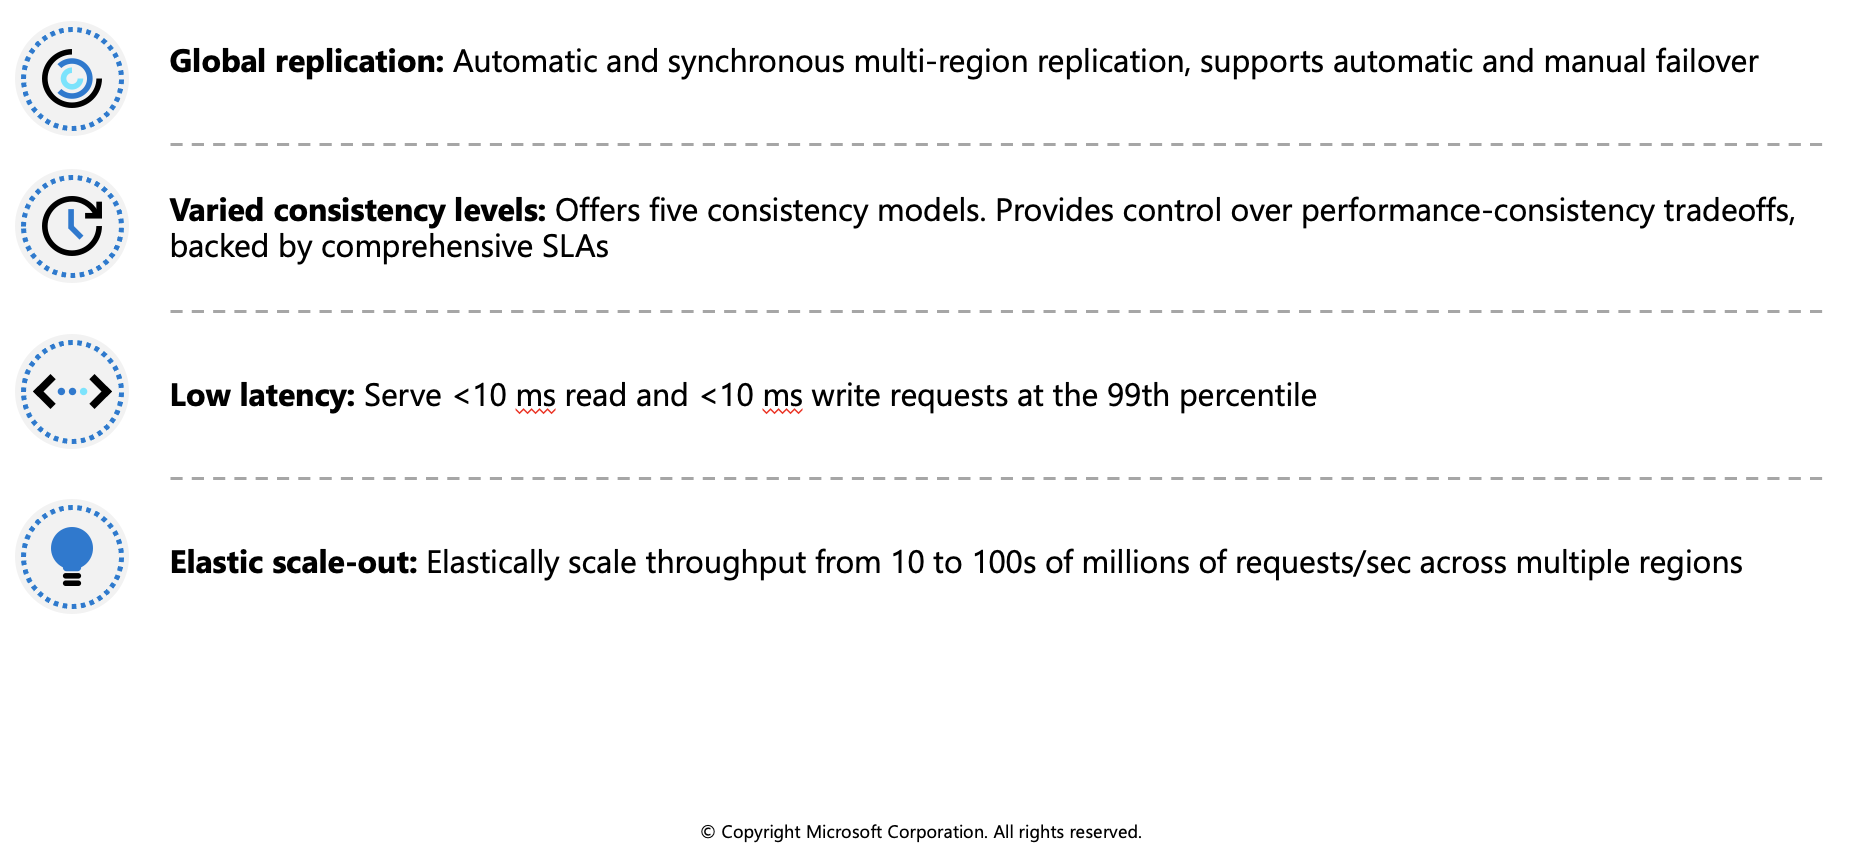 Global replication: Automatic and synchronous multi-region replication, supports automatic and manual failover
Varied consistency levels: Offers five consistency models. Provides control over performance-consistency tradeoffs,
backed by comprehensive SLAs
Low latency: Serve <10 ms read and <10 ms write requests at the 99th percentile
Elastic scale-out: Elastically scale throughput from 10 to 100s of millions of requests/sec across multiple regions
© Copyright Microsoft Corporation. All rights reserved.